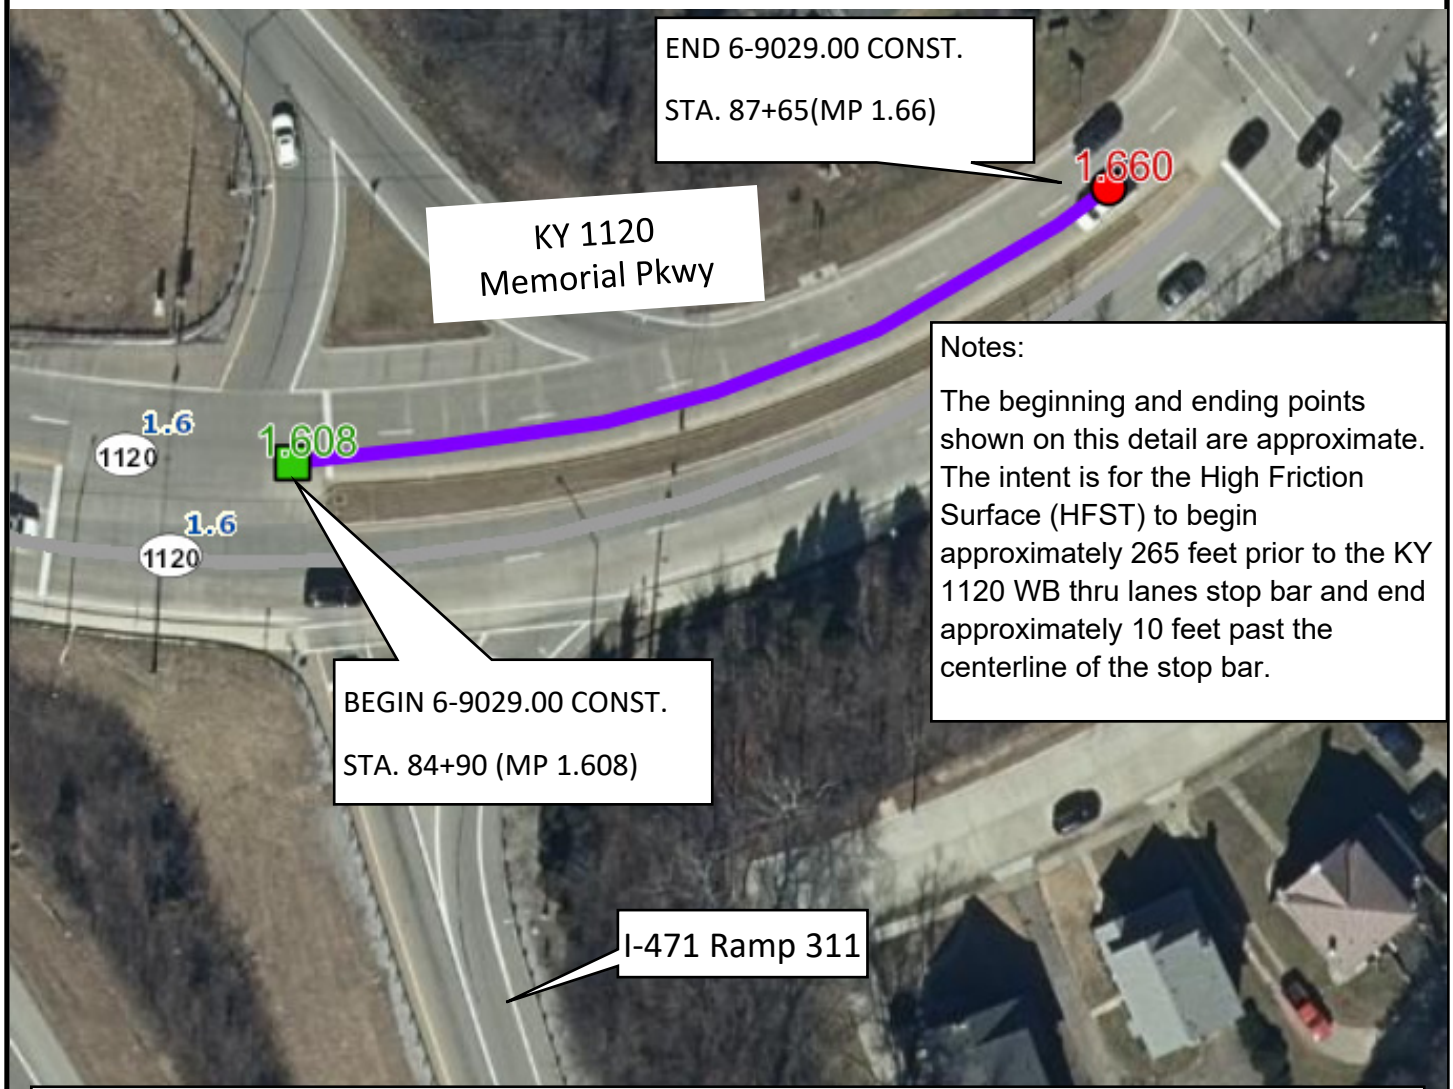 END 6-9029.00 CONST.
STA. 87+65(MP 1.66)
1.660
KY 1120
Memorial Pkwy
Notes:
The beginning and ending points
shown on this detail are approximate.
The intent is for the High Friction
Surface (HFST) to begin
approximately 265 feet prior to the KY
1120 WB thru lanes stop bar and end
approximately 10 feet past the
centerline of the stop bar.
1.6
1120
1.608
1.6
1120
BEGIN 6-9029.00 CONST.
STA. 84+90 (MP 1.608)
I-471 Ramp 311